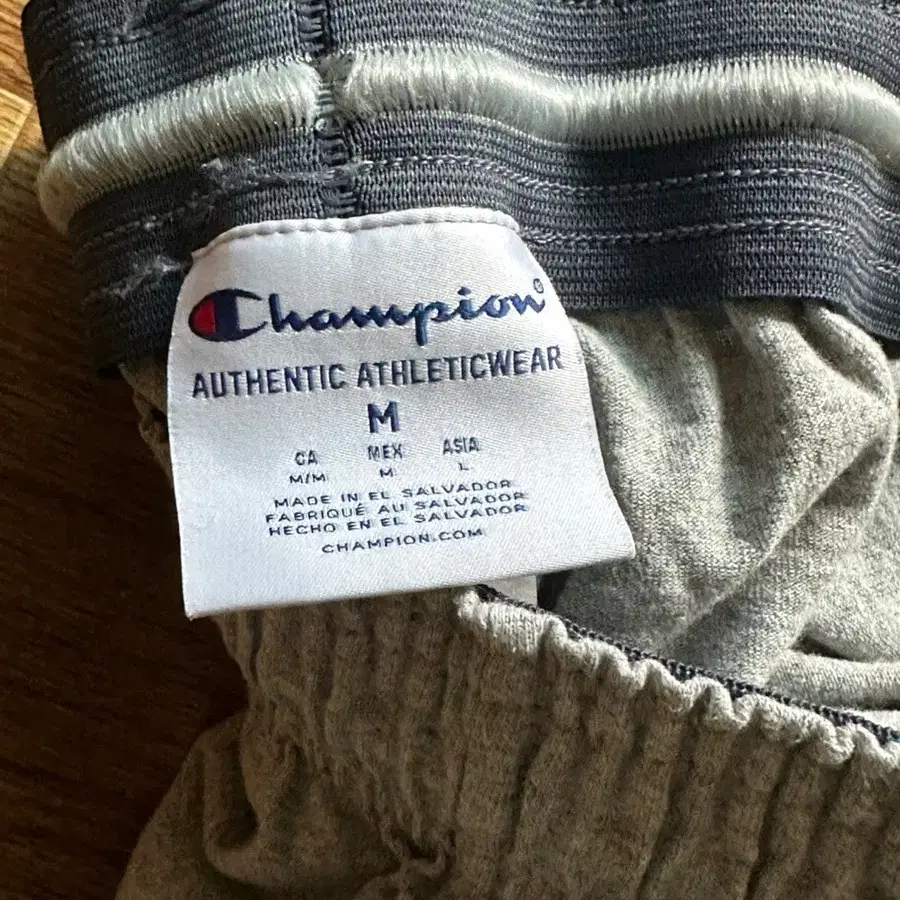 Champion®
AUTHENTIC ATHLETICWEAR
M
CA MEX ASIA
M/M M L
MADE IN EL SALVADOR
FABRIQUÉ AU SALVADOR
HECHO EN EL SALVADOR
CHAMPION.COM